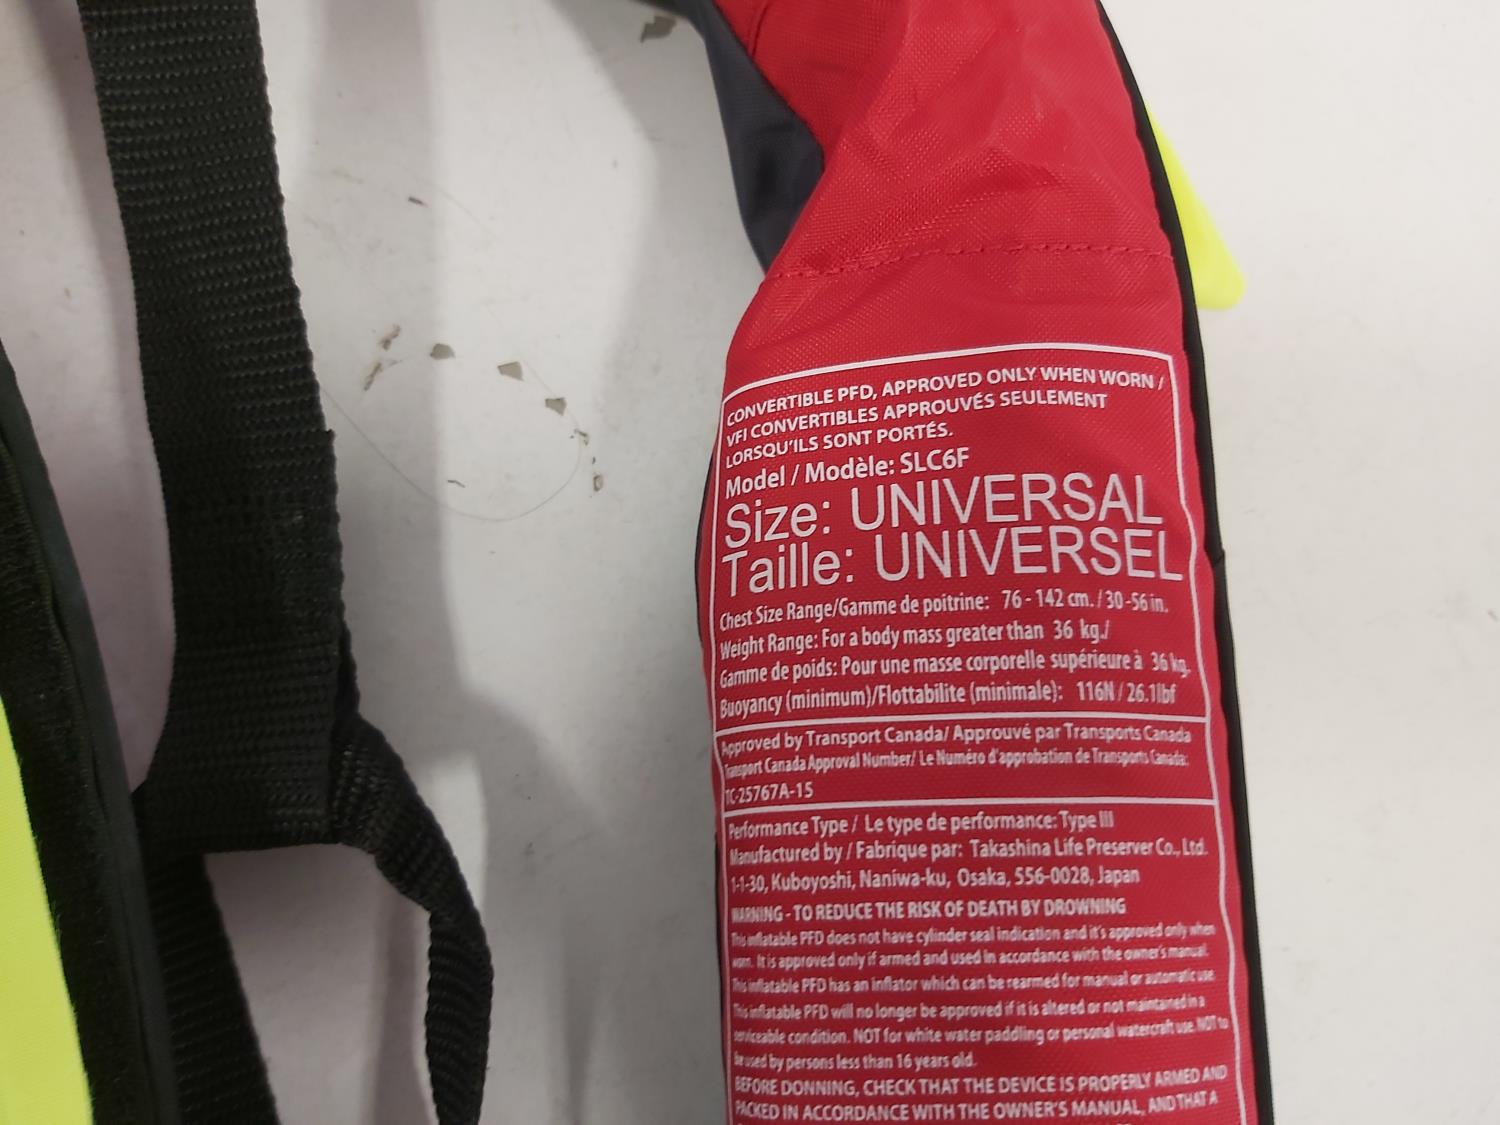 CONVERTIBLE PFD, APPROVED ONLY WHEN WORN /
VFI CONVERTIBLES APPROUVÉS SEULEMENT
LORSQU'ILS SONT PORTÉS.
Model / Modèle: SLC6F
Size: UNIVERSAL
Taille: UNIVERSEL
Chest Size Range/Gamme de poitrine: 76 - 142 cm. / 30 -56 in.
Weight Range: For a body mass greater than 36 kg./
Gamme de poids: Pour une masse corporelle supérieure à 36 kg.
Buoyancy (minimum)/Flottabilite (minimale): 116N / 26.1lbf
Approved by Transport Canada/ Approuvé par Transports Canada
Transport Canada Approval Number/ Le Numéro d'approbation de Transports Canada:
TC-25767A-15
Performance Type / Le type de performance: Type III
Manufactured by / Fabrique par: Takashina Life Preserver Co., Ltd.
1-1-30, Kuboyoshi, Naniwa-ku, Osaka, 556-0028, Japan
WARNING - TO REDUCE THE RISK OF DEATH BY DROWNING
This inflatable PFD does not have cylinder seal indication and it's approved only when
worn. It is approved only if armed and used in accordance with the owner's manual.
This inflatable PFD has an inflator which can be rearmed for manual or automatic use.
This inflatable PFD will no longer be approved if it is altered or not maintained in a
serviceable condition. NOT for white water paddling or personal watercraft use. NOT to
be used by persons less than 16 years old.
BEFORE DONNING, CHECK THAT THE DEVICE IS PROPERLY ARMED AND
PACKED IN ACCORDANCE WITH THE OWNER'S MANUAL, AND THAT A